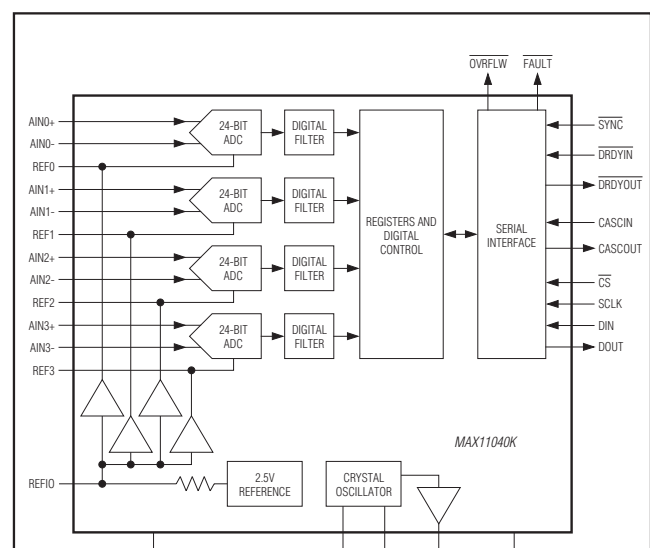 OVRFLW
FAULT
AIN0+
AIN0-
REF0
AIN1+
AIN1-
REF1
AIN2+
AIN2-
REF2
AIN3+
AIN3-
REF3
REFIO
24-BIT
ADC
DIGITAL
FILTER
24-BIT
ADC
DIGITAL
FILTER
24-BIT
ADC
DIGITAL
FILTER
24-BIT
ADC
DIGITAL
FILTER
REGISTERS AND
DIGITAL
CONTROL
SERIAL
INTERFACE
SYNC
DRDYIN
DRDYOUT
CASCIN
CASCOUT
CS
SCLK
DIN
DOUT
MAX11040K
2.5V
REFERENCE
CRYSTAL
OSCILLATOR